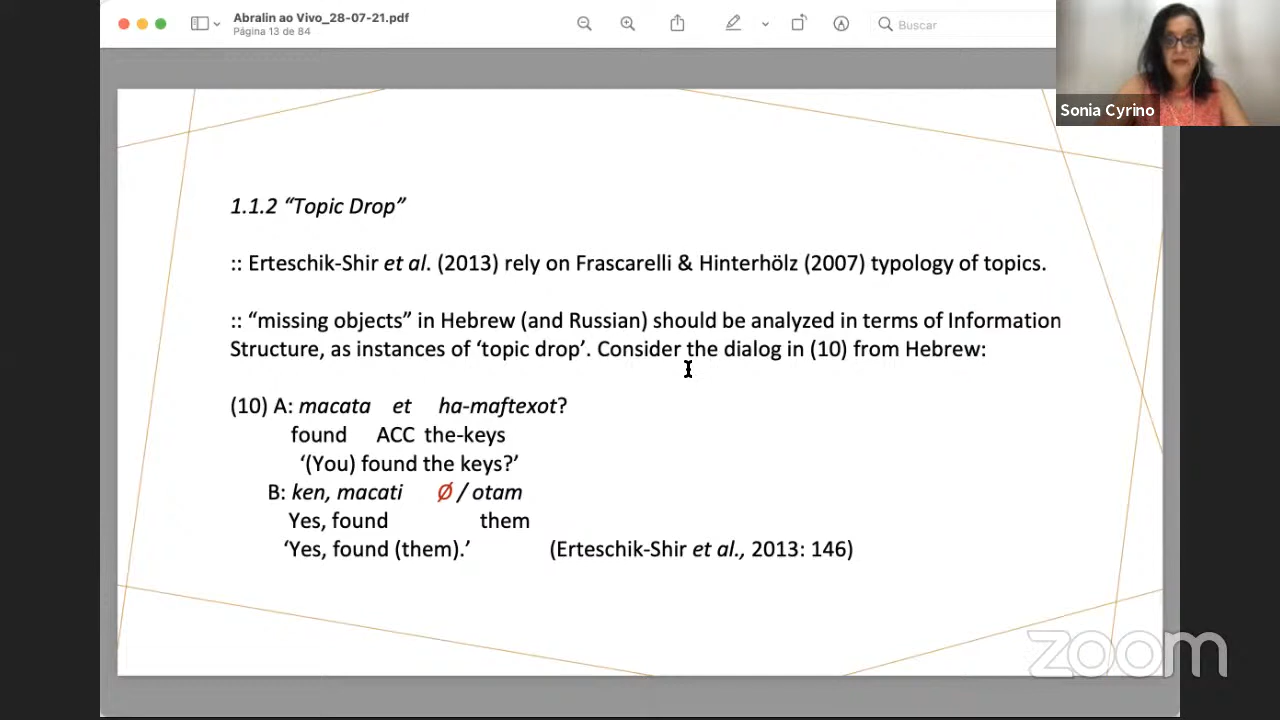 Abralin ao Vivo_28-07-21.pdf
Página 13 de 84
Buscar
Sonia Cyrino
1.1.2 “Topic Drop”
:: Erteschik-Shir et al. (2013) rely on Frascarelli & Hinterhölz (2007) typology of topics.
:: “missing objects” in Hebrew (and Russian) should be analyzed in terms of Information
Structure, as instances of ‘topic drop’. Consider the dialog in (10) from Hebrew:
(10) A: macata et ha-maftexot?
found ACC the-keys
‘(You) found the keys?’
B: ken, macati Ø / otam
Yes, found them
‘Yes, found (them).’ (Erteschik-Shir et al., 2013: 146)
zoom